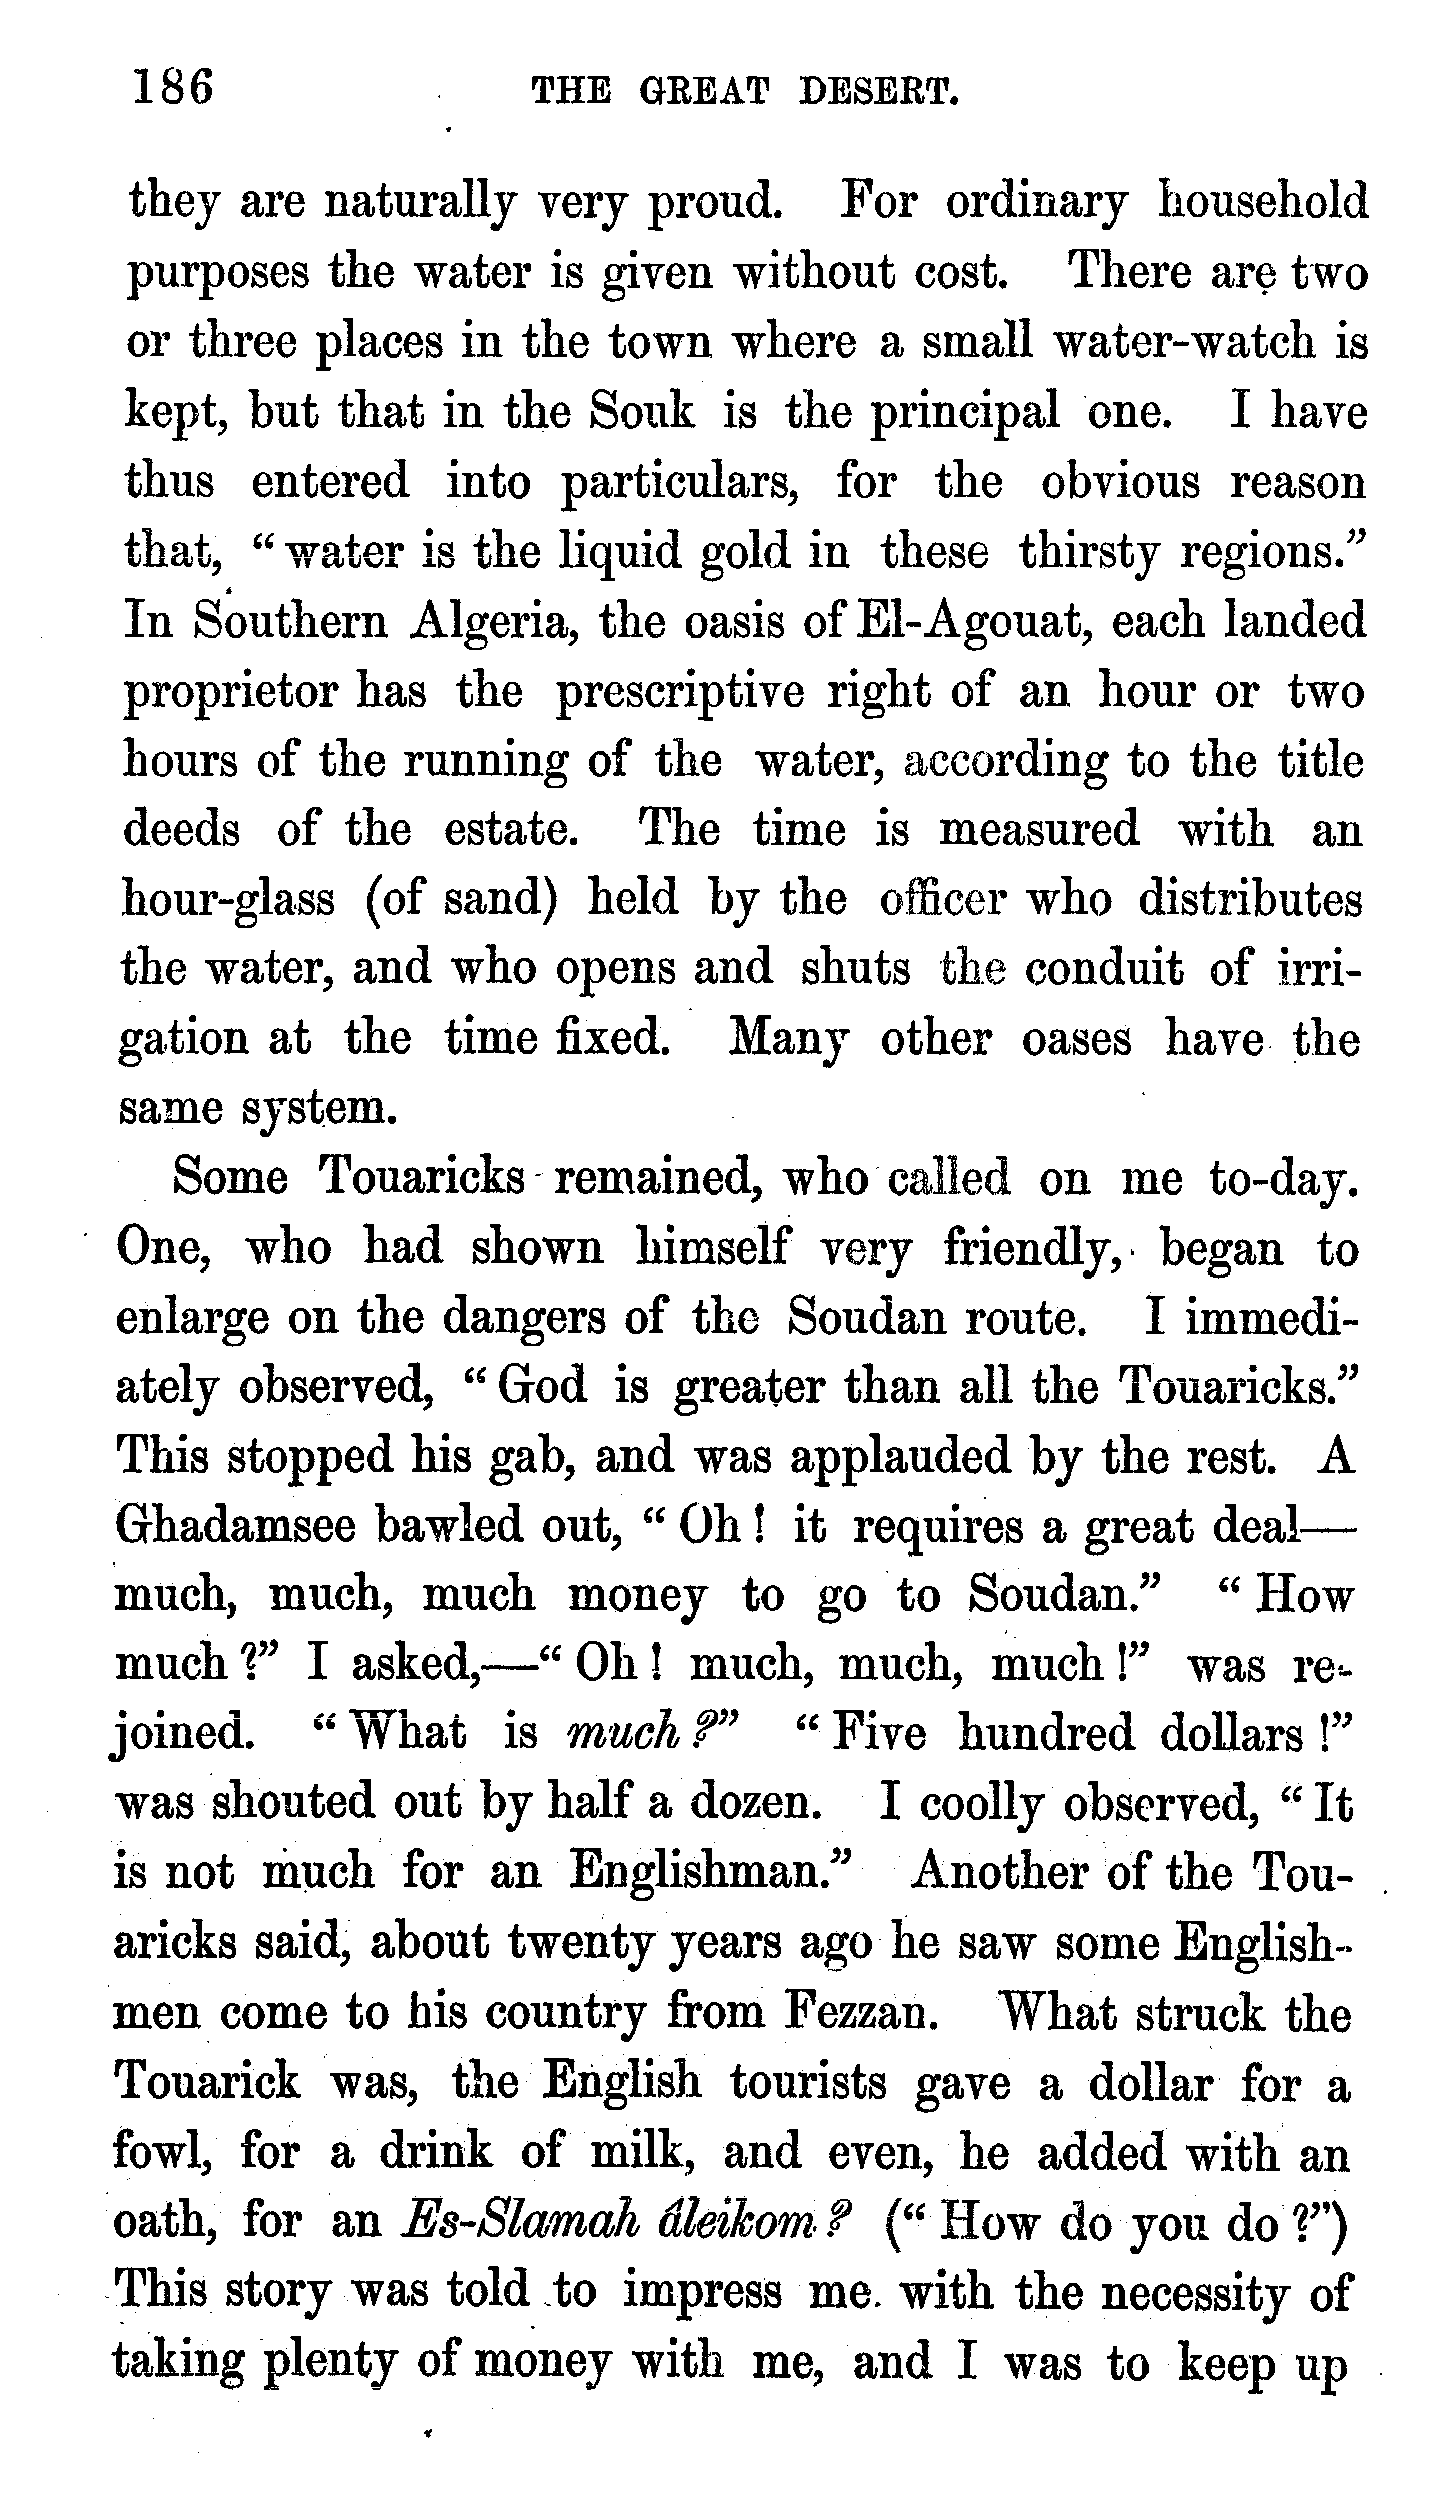 186 THE GREAT DESERT.
they are naturally very proud. For ordinary household
purposes the water is given without cost. There are two
or three places in the town where a small water-watch is
kept, but that in the Souk is the principal one. I have
thus entered into particulars, for the obvious reason
that, “water is the liquid gold in these thirsty regions.”
In Southern Algeria, the oasis of El-Agouat, each landed
proprietor has the prescriptive right of an hour or two
hours of the running of the water, according to the title
deeds of the estate. The time is measured with an
hour-glass (of sand) held by the officer who distributes
the water, and who opens and shuts the conduit of irri-
gation at the time fixed. Many other oases have the
same system.
Some Touaricks remained, who called on me to-day.
One, who had shown himself very friendly, began to
enlarge on the dangers of the Soudan route. I immedi-
ately observed, “God is greater than all the Touaricks.”
This stopped his gab, and was applauded by the rest. A
Ghadamsee bawled out, “Oh! it requires a great deal—
much, much, much money to go to Soudan.” “How
much?” I asked,—“Oh! much, much, much!” was re-
joined. “What is much?” “Five hundred dollars!”
was shouted out by half a dozen. I coolly observed, “It
is not much for an Englishman.” Another of the Tou-
aricks said, about twenty years ago he saw some English-
men come to his country from Fezzan. What struck the
Touarick was, the English tourists gave a dollar for a
fowl, for a drink of milk, and even, he added with an
oath, for an Es-Slamah âleikom? (“How do you do?”)
This story was told to impress me with the necessity of
taking plenty of money with me, and I was to keep up